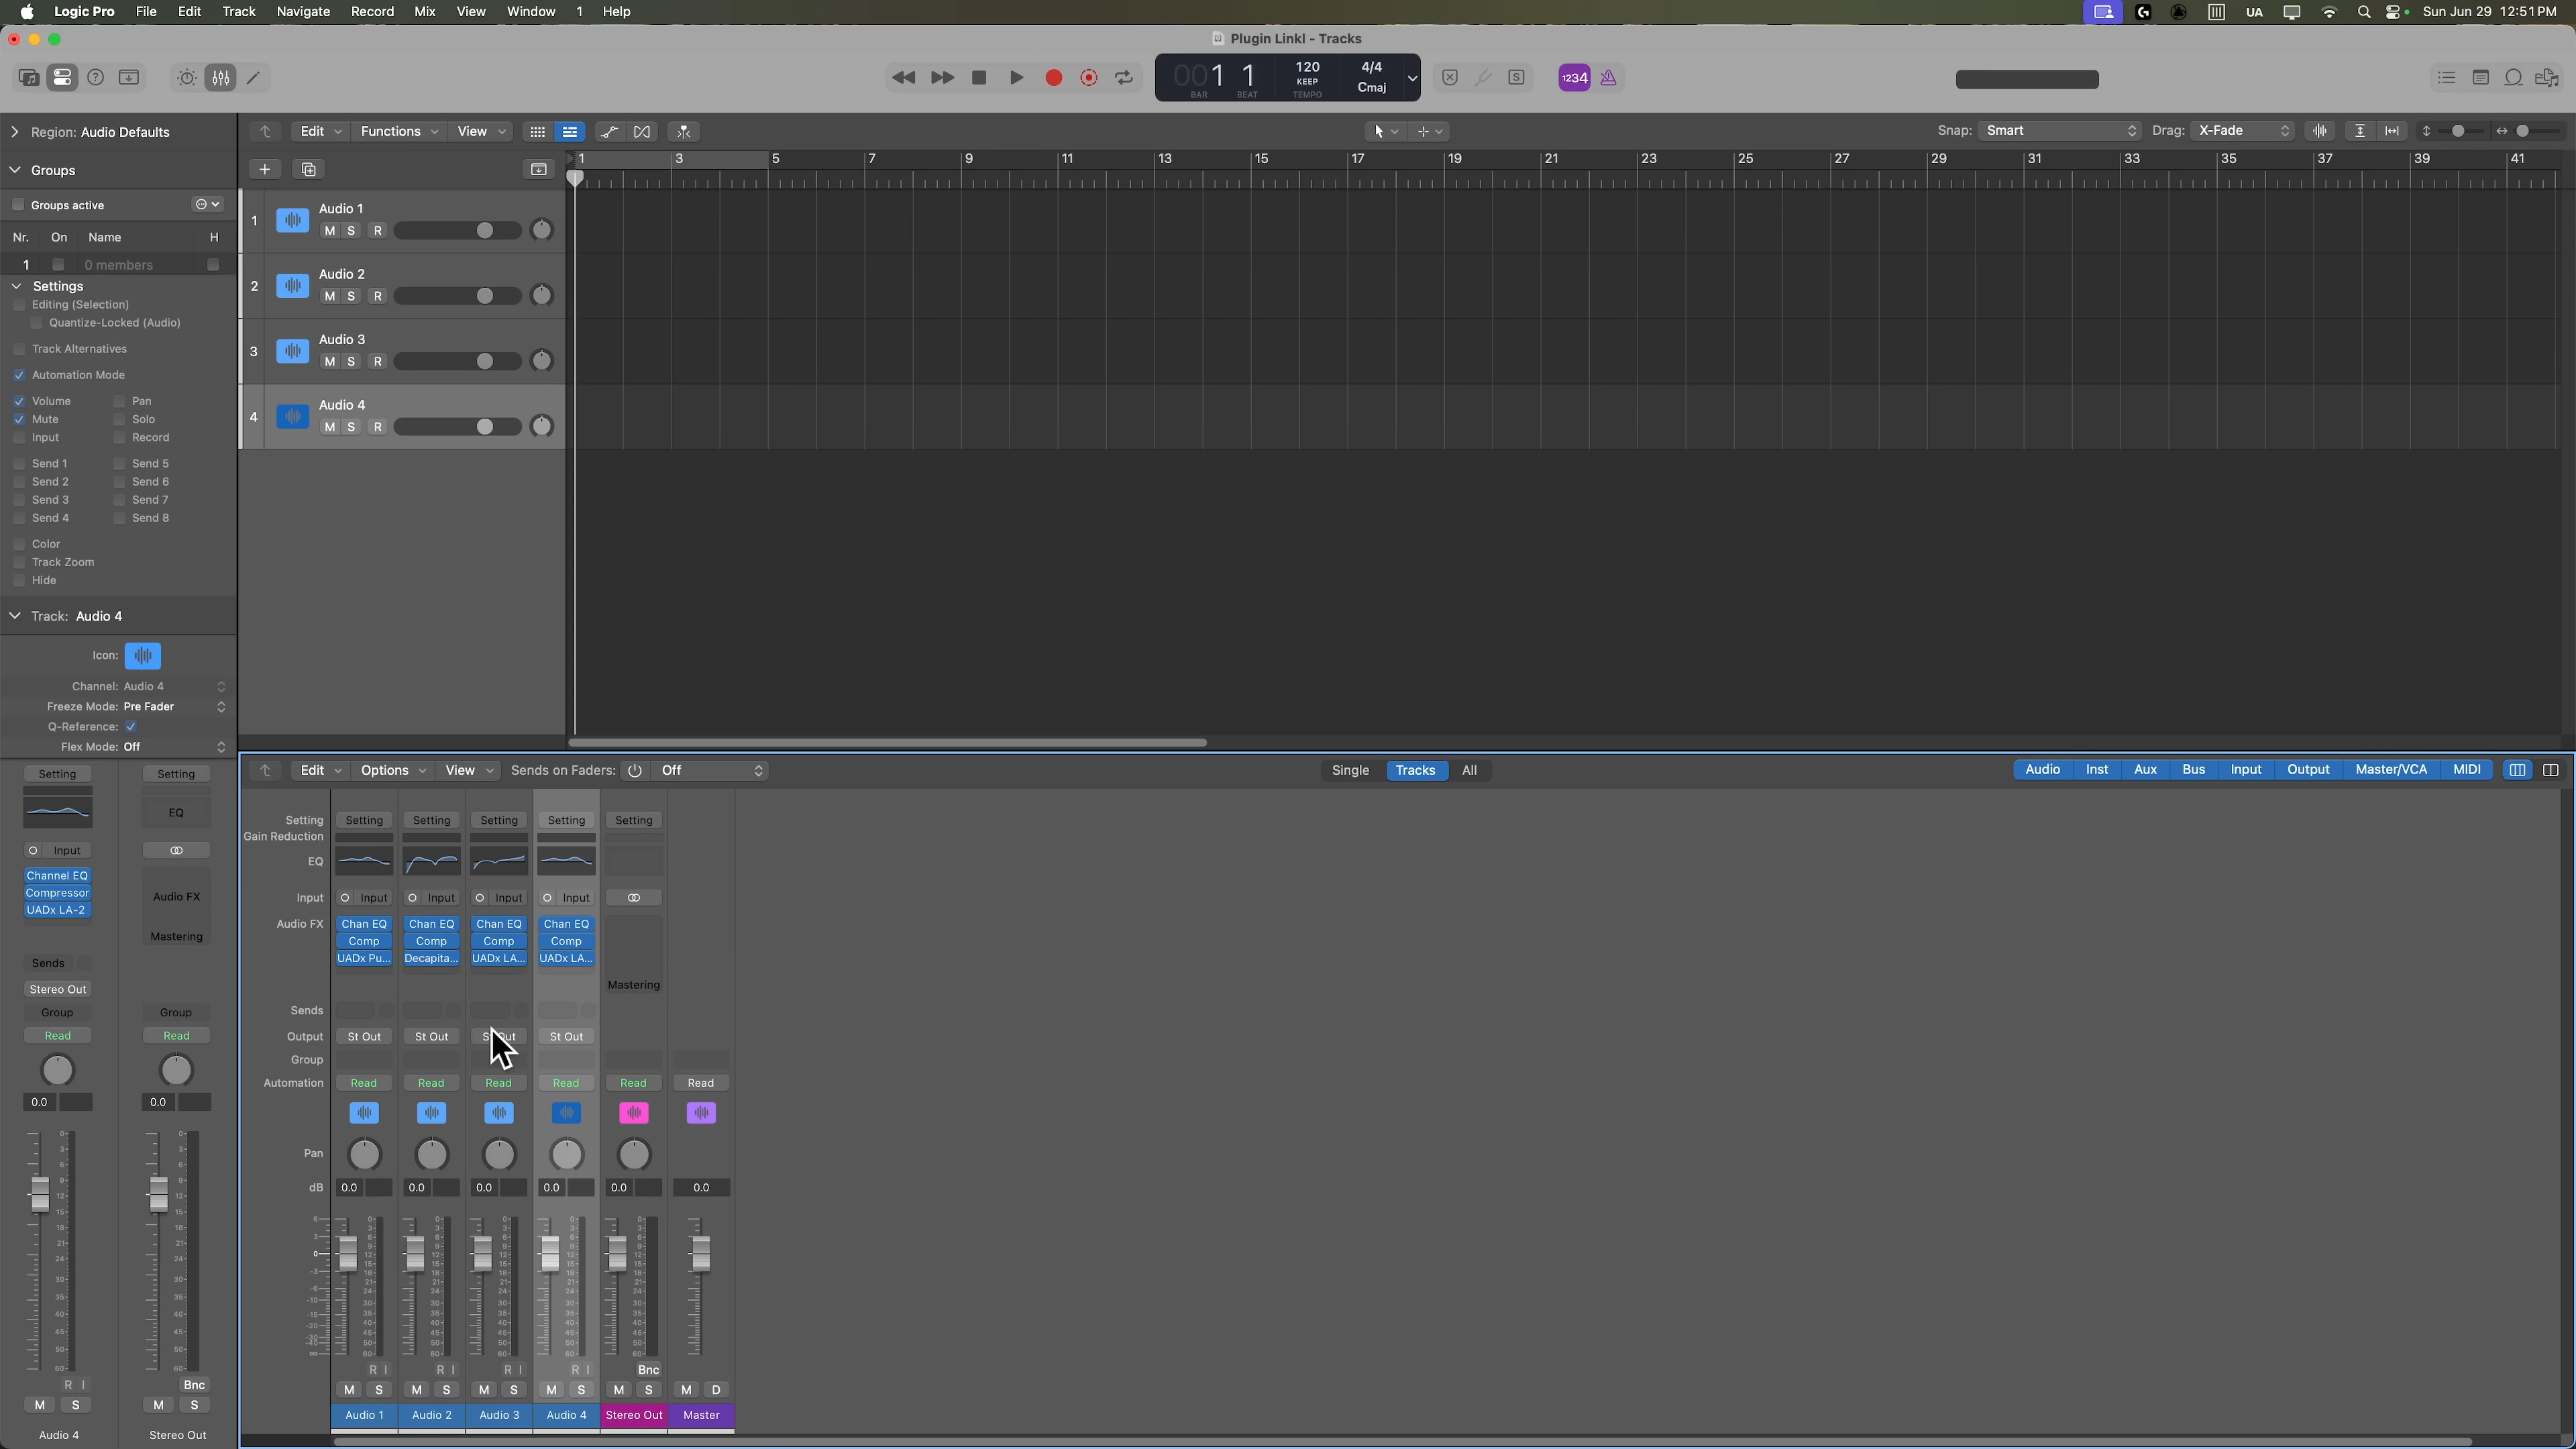 Logic Pro File Edit Track Navigate Record Mix View Window 1 Help
UA Sun Jun 29 12:51 PM
Plugin Linkl - Tracks
001 1 120 4/4
KEEP Cmaj
BAR BEAT TEMPO
1234
Region: Audio Defaults
Edit Functions View
Snap: Smart Drag: X-Fade
Groups
1 3 5 7 9 11 13 15 17 19 21 23 25 27 29 31 33 35 37 39 41
Groups active
Nr. On Name H
1 0 members
Settings
Editing (Selection)
Quantize-Locked (Audio)
Track Alternatives
Automation Mode
Volume Pan
Mute Solo
Input Record
Send 1 Send 5
Send 2 Send 6
Send 3 Send 7
Send 4 Send 8
Color
Track Zoom
Hide
1 Audio 1
M S R
2 Audio 2
M S R
3 Audio 3
M S R
4 Audio 4
M S R
Track: Audio 4
Icon:
Channel: Audio 4
Freeze Mode: Pre Fader
Q-Reference:
Flex Mode: Off
Setting Setting
EQ
Input
Channel EQ
Compressor Audio FX
UADx LA-2
Mastering
Sends
Stereo Out
Group Group
Read Read
0.0 0.0
R I Bnc
M S M S
Audio 4 Stereo Out
Edit Options View Sends on Faders: Off
Single Tracks All
Audio Inst Aux Bus Input Output Master/VCA MIDI
Setting Setting Setting Setting Setting Setting
Gain Reduction
EQ
Input Input Input Input Input
Audio FX Chan EQ Chan EQ Chan EQ Chan EQ
Comp Comp Comp Comp
UADx Pu... Decapita... UADx LA... UADx LA...
Mastering
Sends
Output St Out St Out St Out St Out
Group
Automation Read Read Read Read Read Read
Pan
dB 0.0 0.0 0.0 0.0 0.0 0.0
R I R I R I R I Bnc
M S M S M S M S M S M D
Audio 1 Audio 2 Audio 3 Audio 4 Stereo Out Master